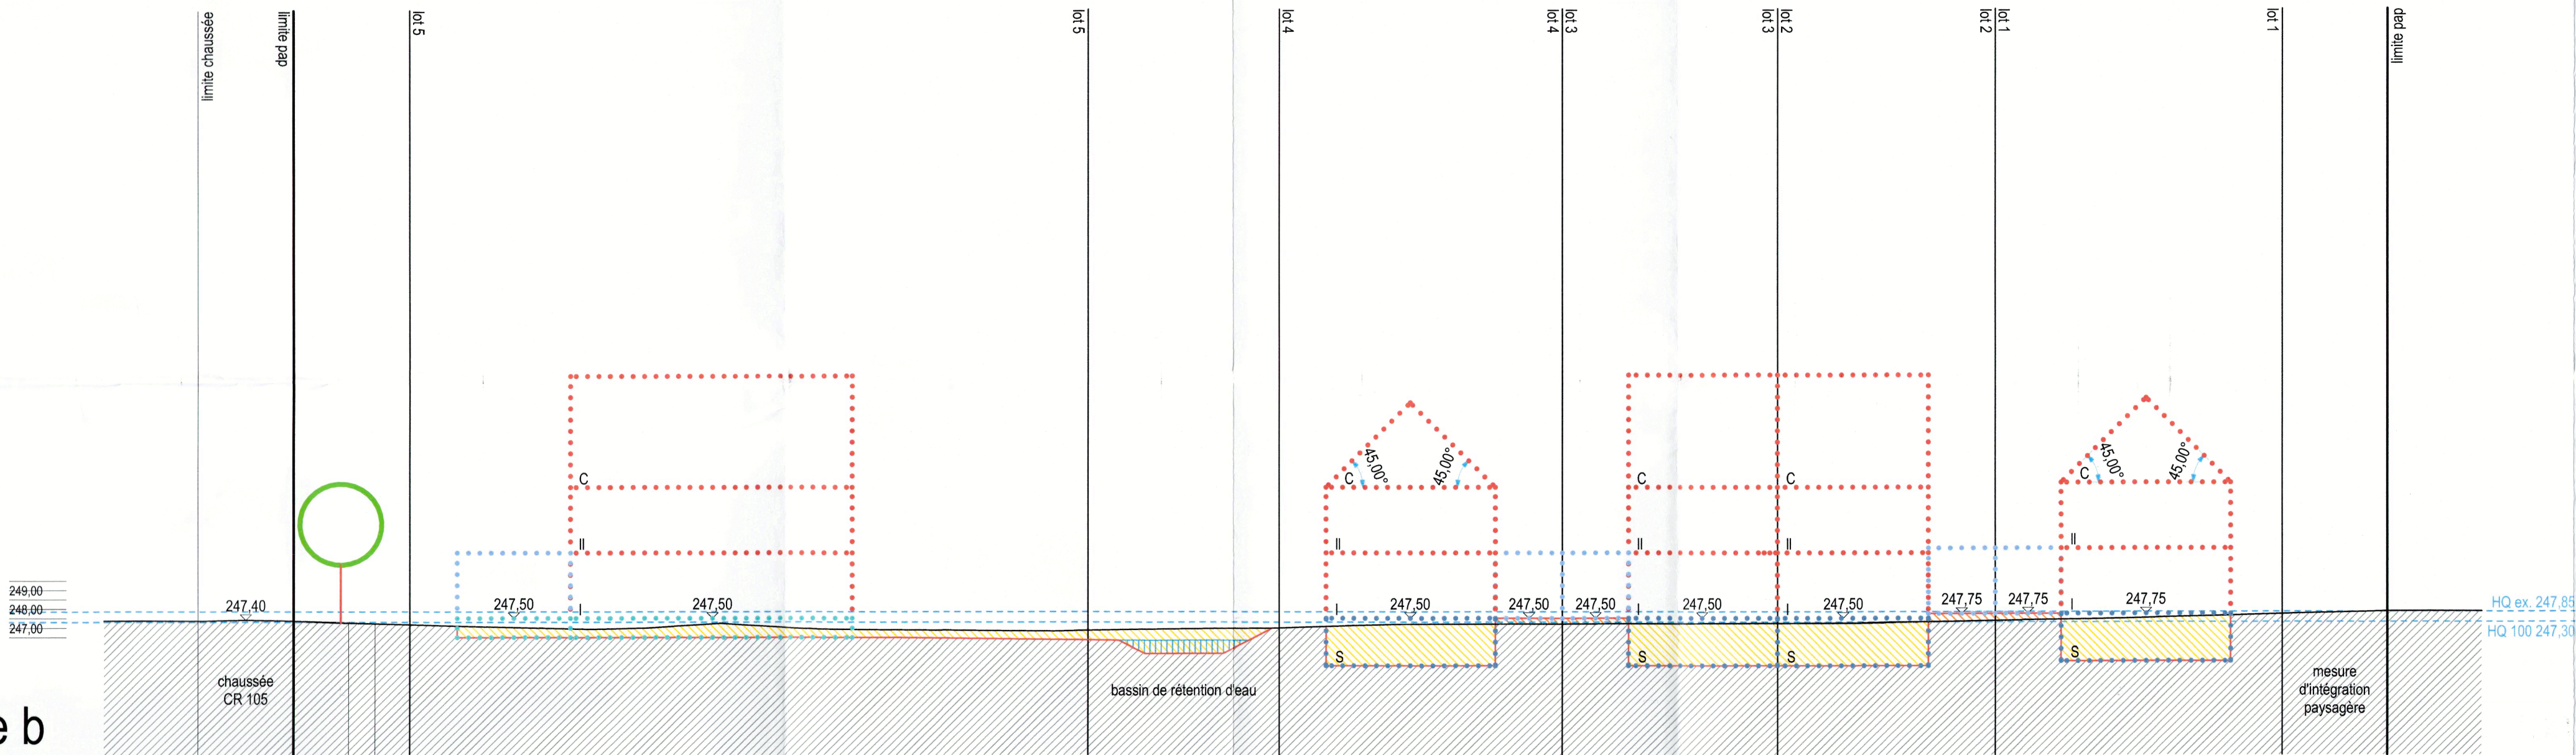 limite chaussée
limite pap
lot 5
lot 5
lot 4
lot 4
lot 3
lot 3
lot 2
lot 2
lot 1
lot 1
limite pap
C
II
I
247,50
247,50
C
45,00°
45,00°
II
I
247,50
S
247,50
247,50
C
II
I
247,50
S
C
II
I
247,50
S
247,75
247,75
C
45,00°
45,00°
II
I
247,75
S
249,00
248,00
247,00
247,40
HQ ex. 247,85
HQ 100 247,30
chaussée
CR 105
bassin de rétention d'eau
mesure
d'intégration
paysagère
e b